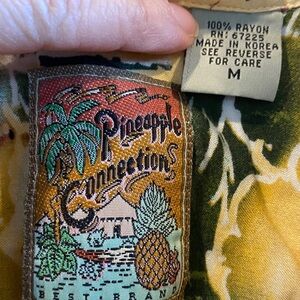 100% RAYON
RN: 67225
MADE IN KOREA
SEE REVERSE
FOR CARE
M
Pineapple
Connections
BEST BRAND